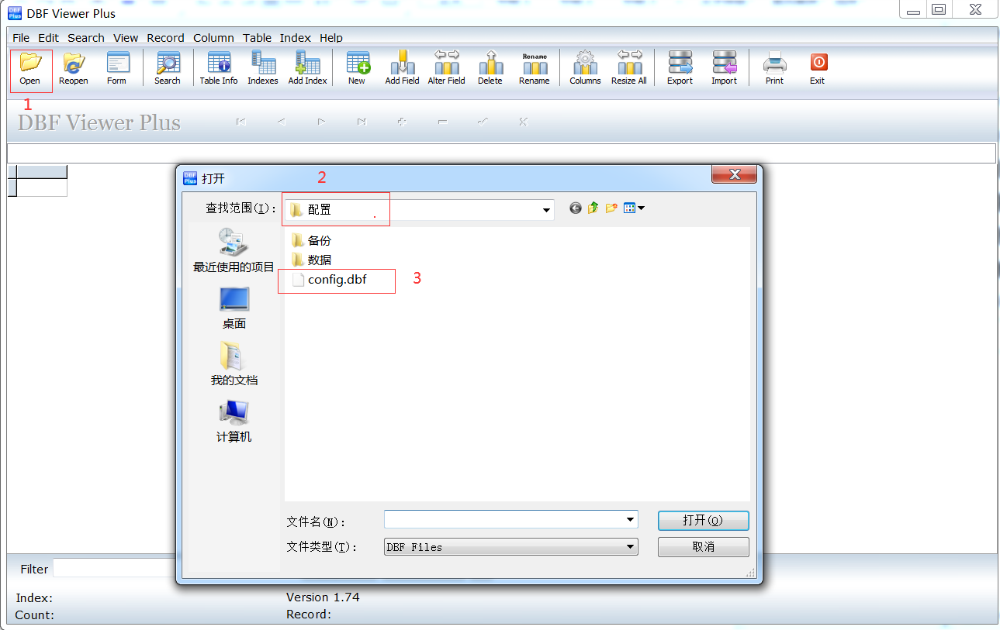 DBF Viewer Plus
File Edit Search View Record Column Table Index Help
Open Reopen Form Search Table Info Indexes Add Index New Add Field Alter Field Delete Rename Rename Columns Resize All Export Import Print Exit
1
DBF Viewer Plus
DBF Plus 打开
2
查找范围(I): 配置
备份
数据
config.dbf
3
最近使用的项目
桌面
我的文档
计算机
文件名(N):
打开(O)
文件类型(T): DBF Files
取消
Filter
Index:
Version 1.74
Count:
Record: